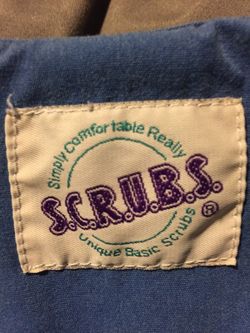 Simply Comfortable Really
S.C.R.U.B.S.®
Unique Basic Scrubs